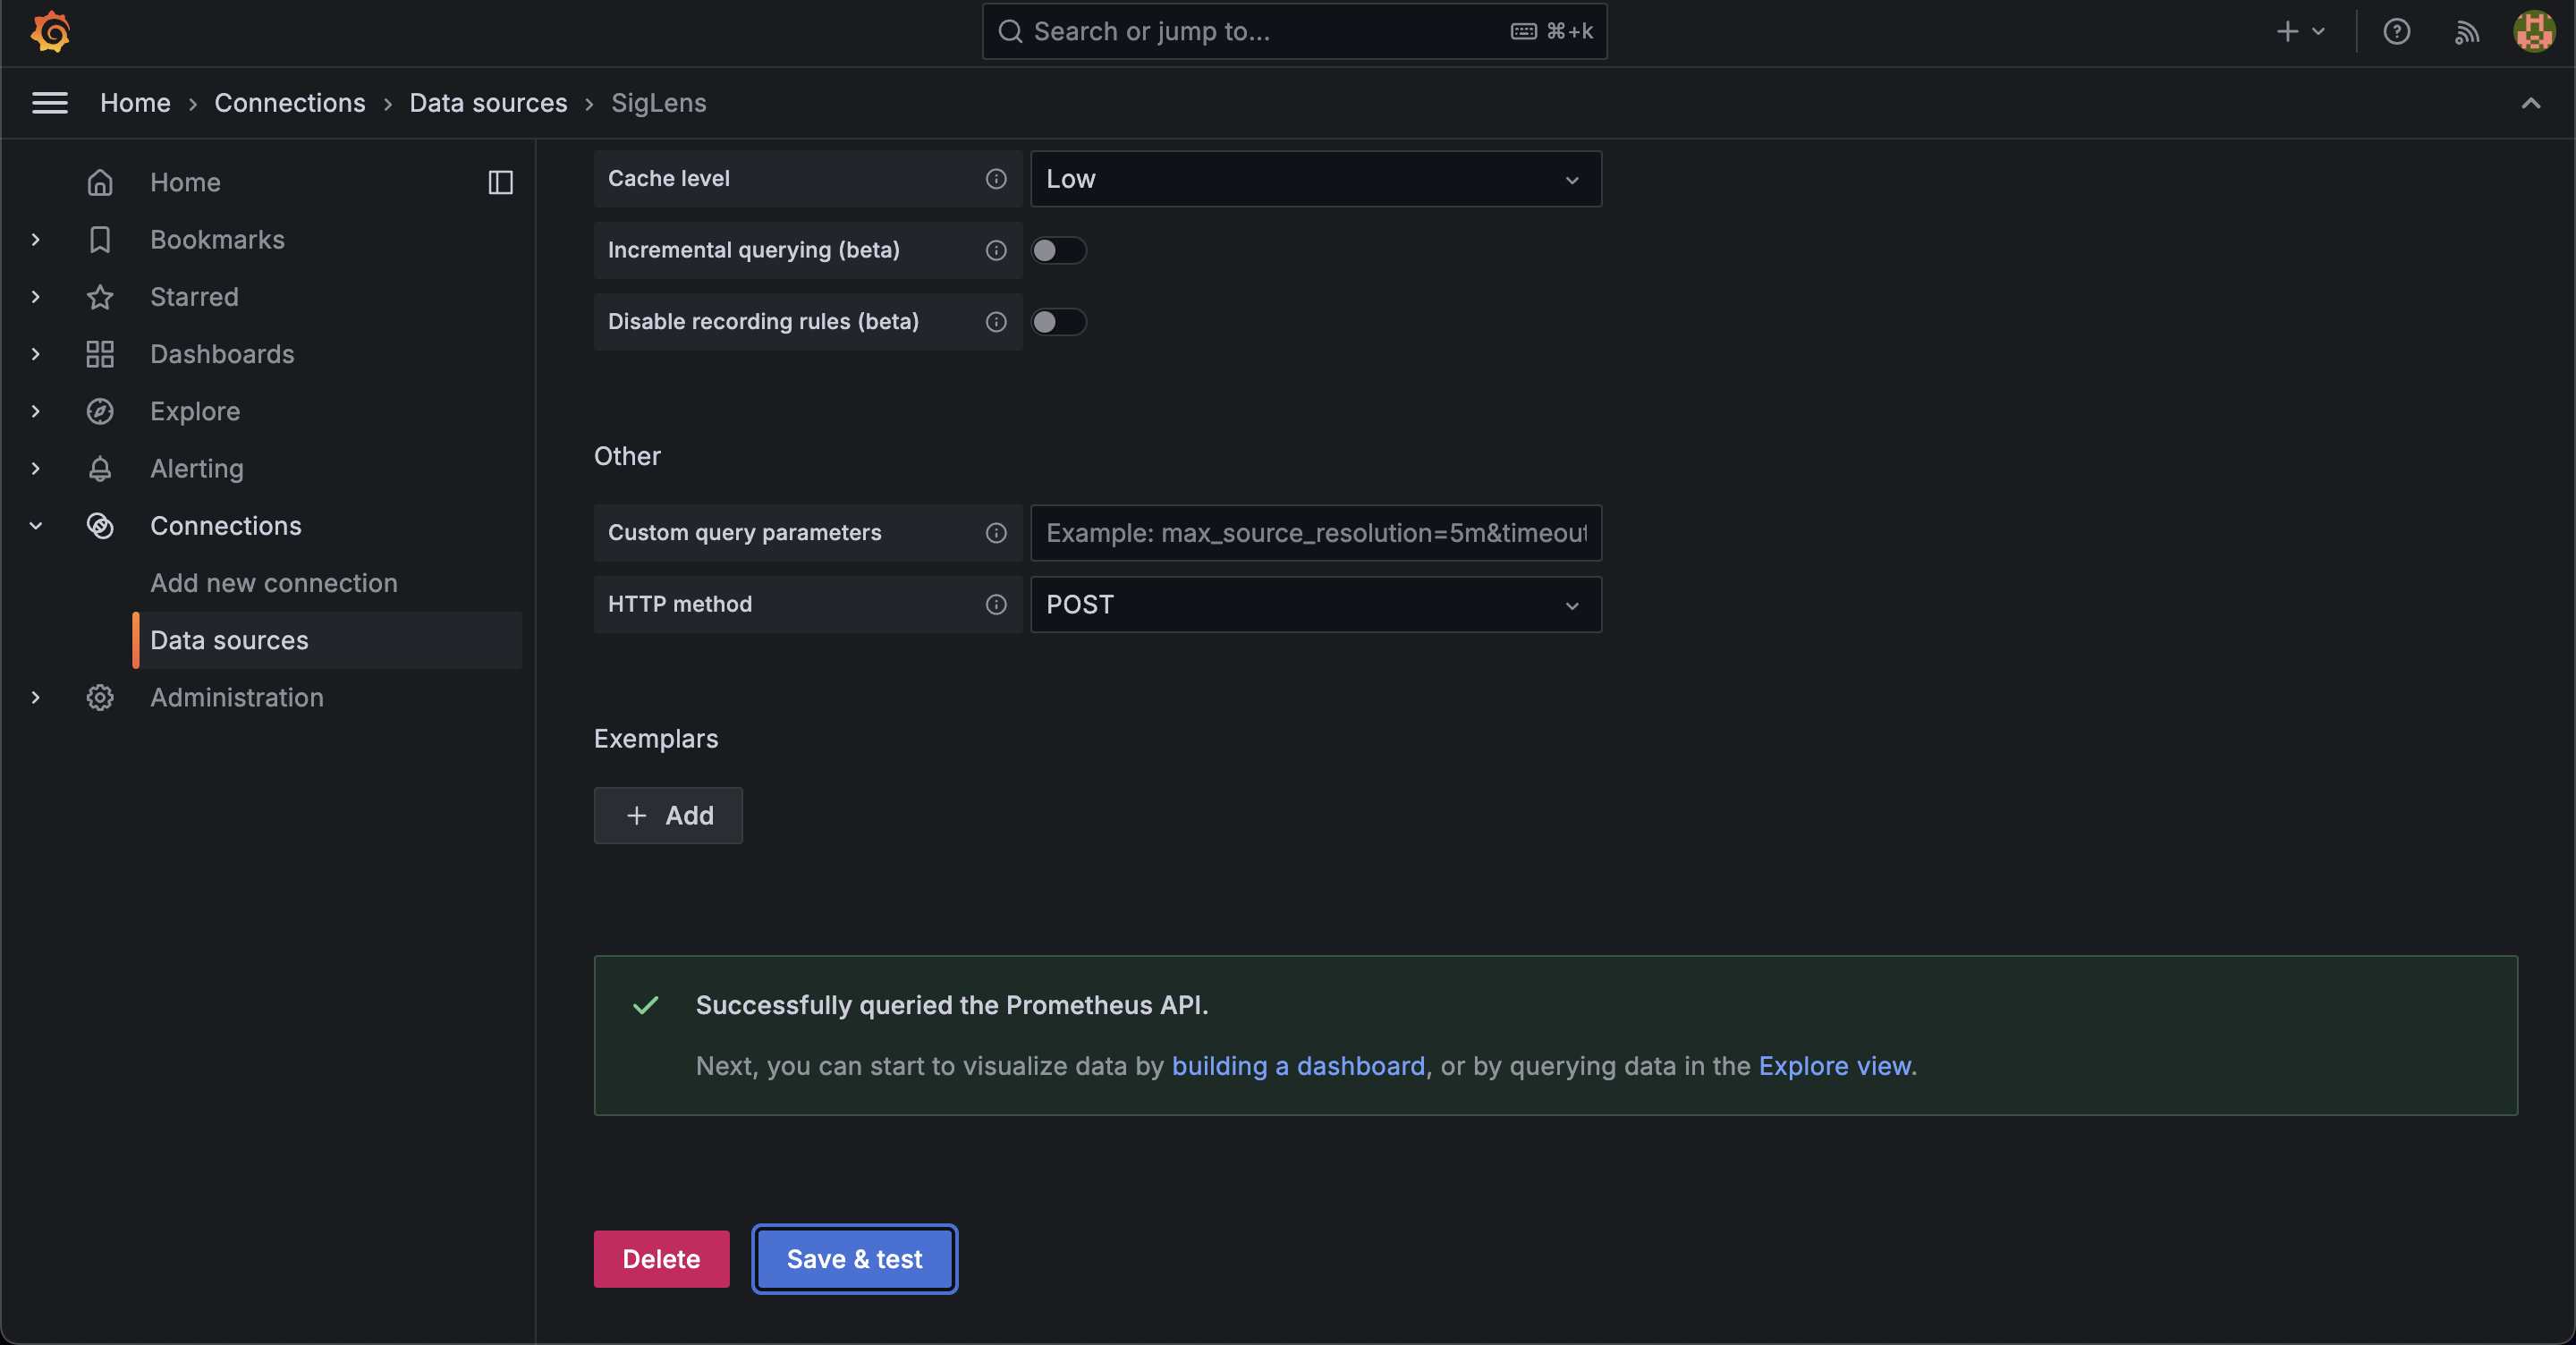 Search or jump to...
⌘+k
Home › Connections › Data sources › SigLens
Home
Bookmarks
Starred
Dashboards
Explore
Alerting
Connections
Add new connection
Data sources
Administration
Cache level
Low
Incremental querying (beta)
Disable recording rules (beta)
Other
Custom query parameters
Example: max_source_resolution=5m&timeout
HTTP method
POST
Exemplars
+ Add
Successfully queried the Prometheus API.
Next, you can start to visualize data by building a dashboard, or by querying data in the Explore view.
Delete
Save & test